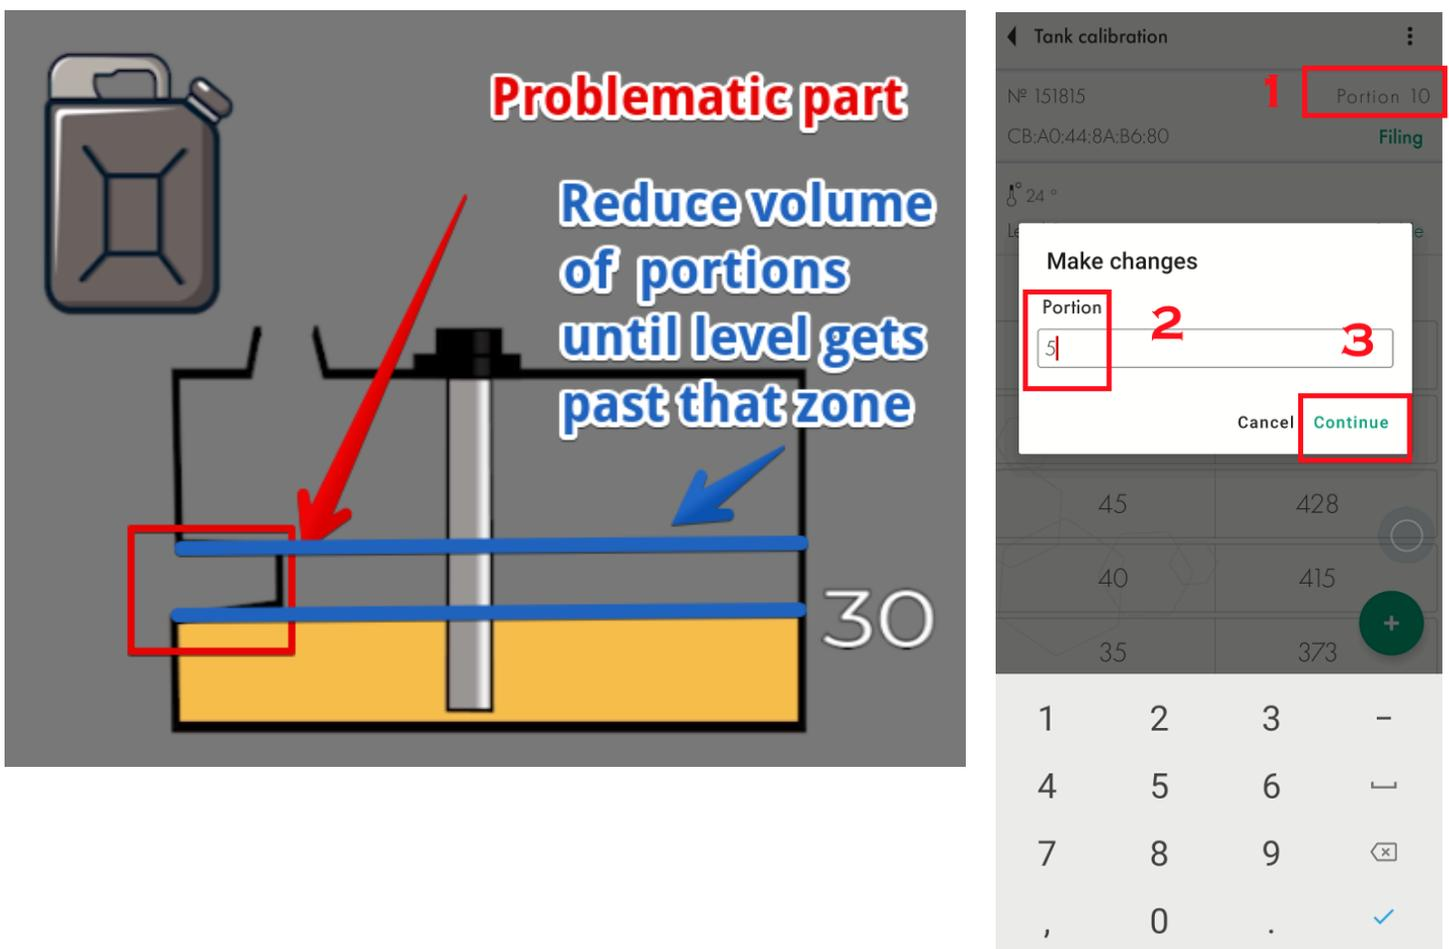 Problematic part
Reduce volume
of portions
until level gets
past that zone
30
Tank calibration
1
№ 151815
Portion 10
CB:A0:44:8A:B6:80
Filing
24 °
Make changes
Portion
2
3
5
Cancel
Continue
45 428
40 415
35 373
+
1 2 3 –
4 5 6
7 8 9
, 0 .